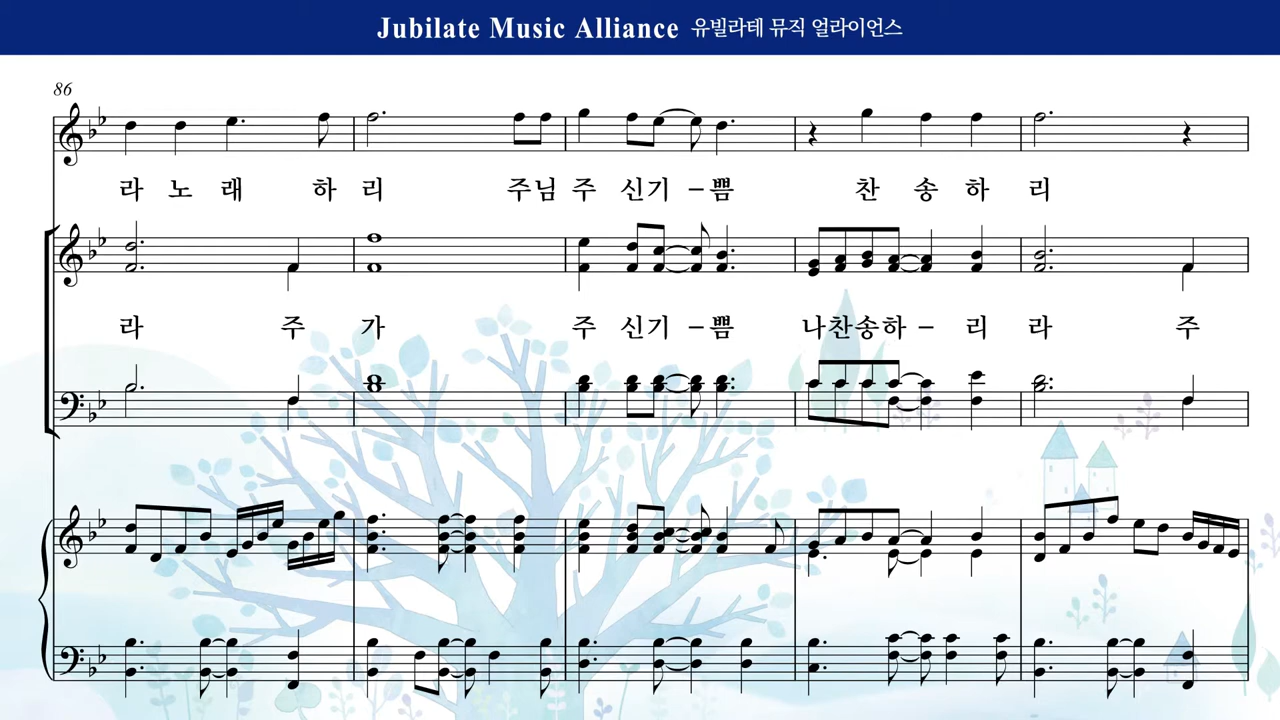 Jubilate Music Alliance 유빌라테 뮤직 얼라이언스
86
라 노 래 하 리 주님 주 신기 - 쁨 찬 송 하 리
라 주 가 주 신기 - 쁨 나찬송하 - 리 라 주